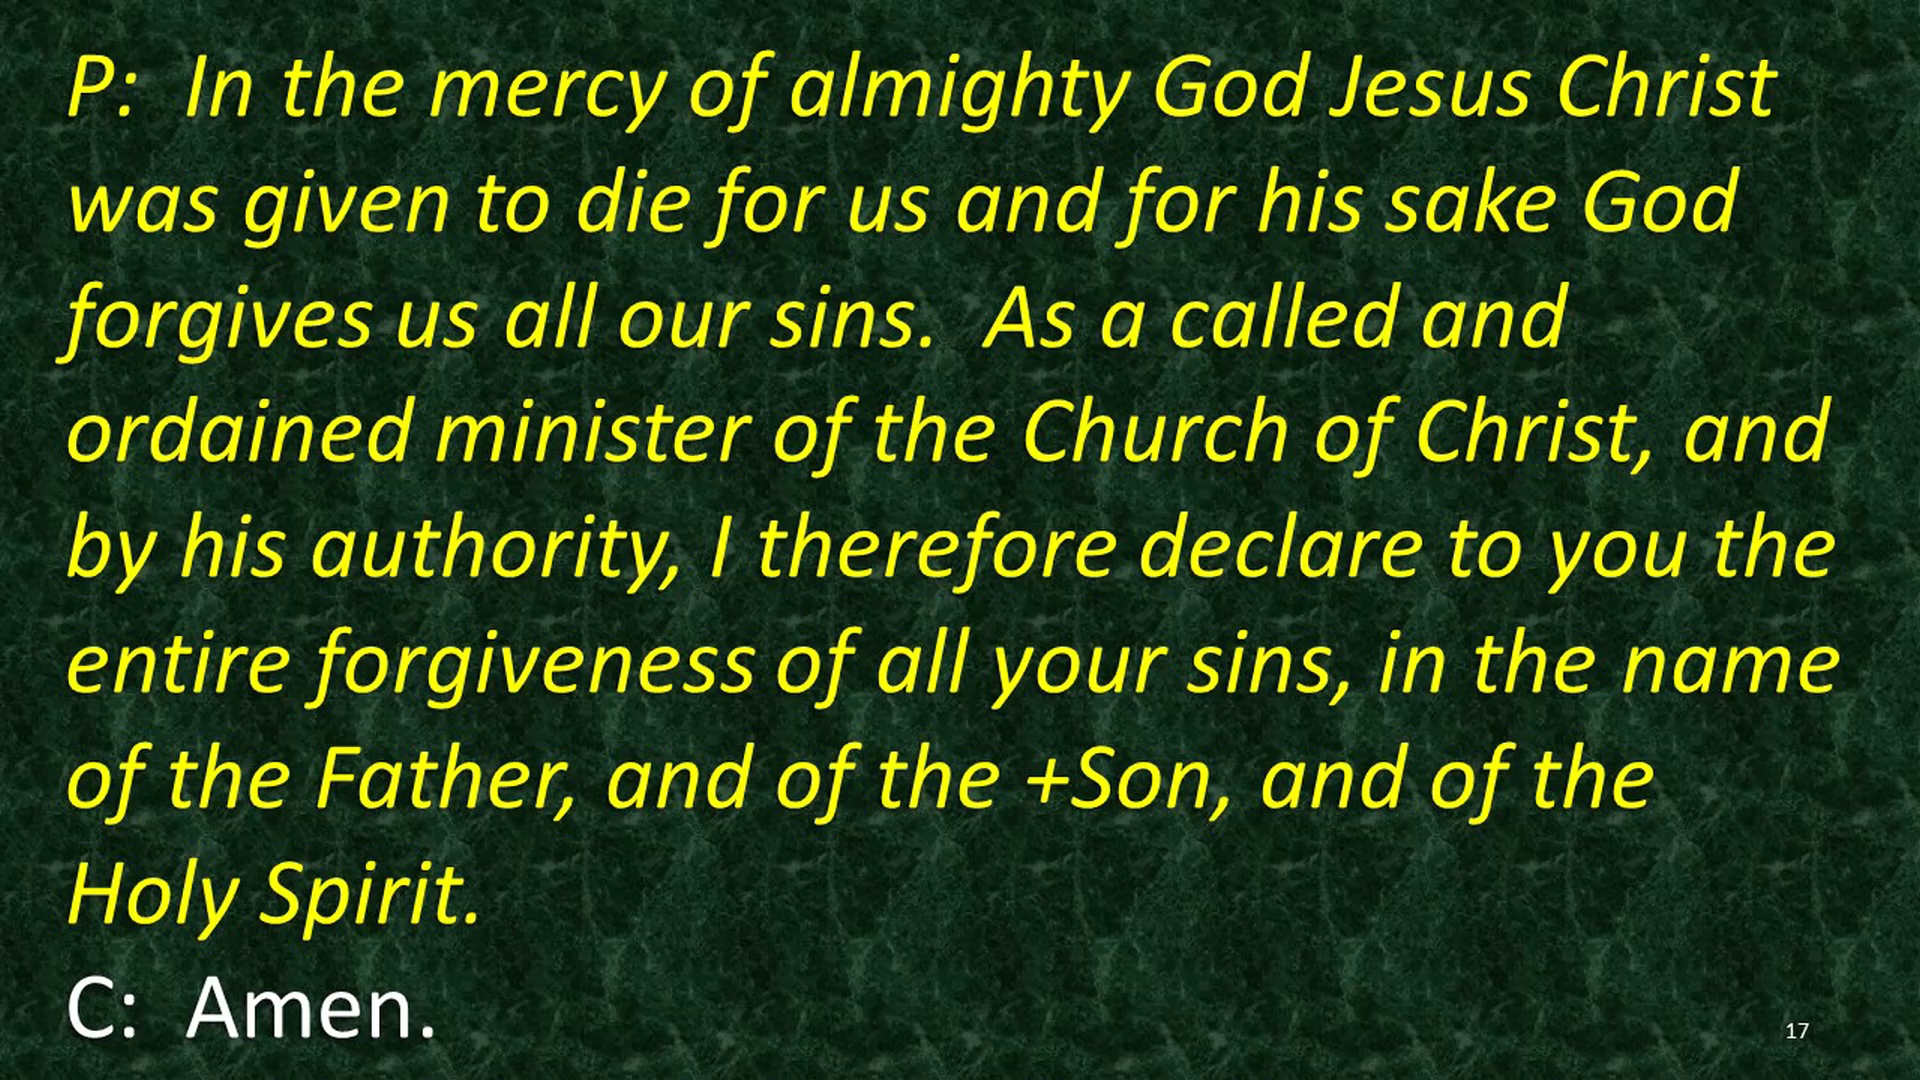 P:  In the mercy of almighty God Jesus Christ
was given to die for us and for his sake God
forgives us all our sins.  As a called and
ordained minister of the Church of Christ, and
by his authority, I therefore declare to you the
entire forgiveness of all your sins, in the name
of the Father, and of the +Son, and of the
Holy Spirit.
C:  Amen.
17